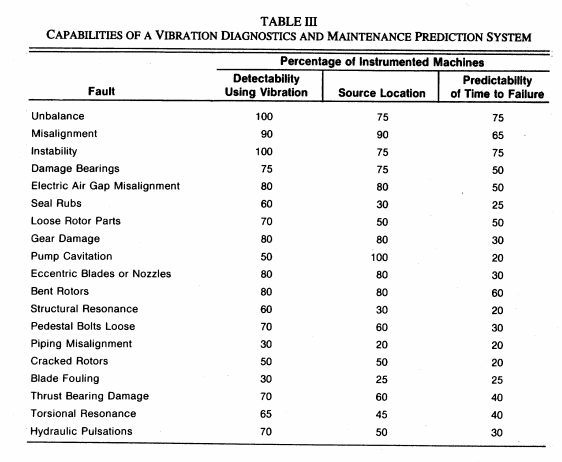 TABLE III
CAPABILITIES OF A VIBRATION DIAGNOSTICS AND MAINTENANCE PREDICTION SYSTEM
Percentage of Instrumented Machines
Fault Detectability Using Vibration Source Location Predictability of Time to Failure
Unbalance 100 75 75
Misalignment 90 90 65
Instability 100 75 75
Damage Bearings 75 75 50
Electric Air Gap Misalignment 80 80 50
Seal Rubs 60 30 25
Loose Rotor Parts 70 50 50
Gear Damage 80 80 30
Pump Cavitation 50 100 20
Eccentric Blades or Nozzles 80 80 30
Bent Rotors 80 80 60
Structural Resonance 60 30 20
Pedestal Bolts Loose 70 60 30
Piping Misalignment 30 20 20
Cracked Rotors 50 50 20
Blade Fouling 30 25 25
Thrust Bearing Damage 70 60 40
Torsional Resonance 65 45 40
Hydraulic Pulsations 70 50 30